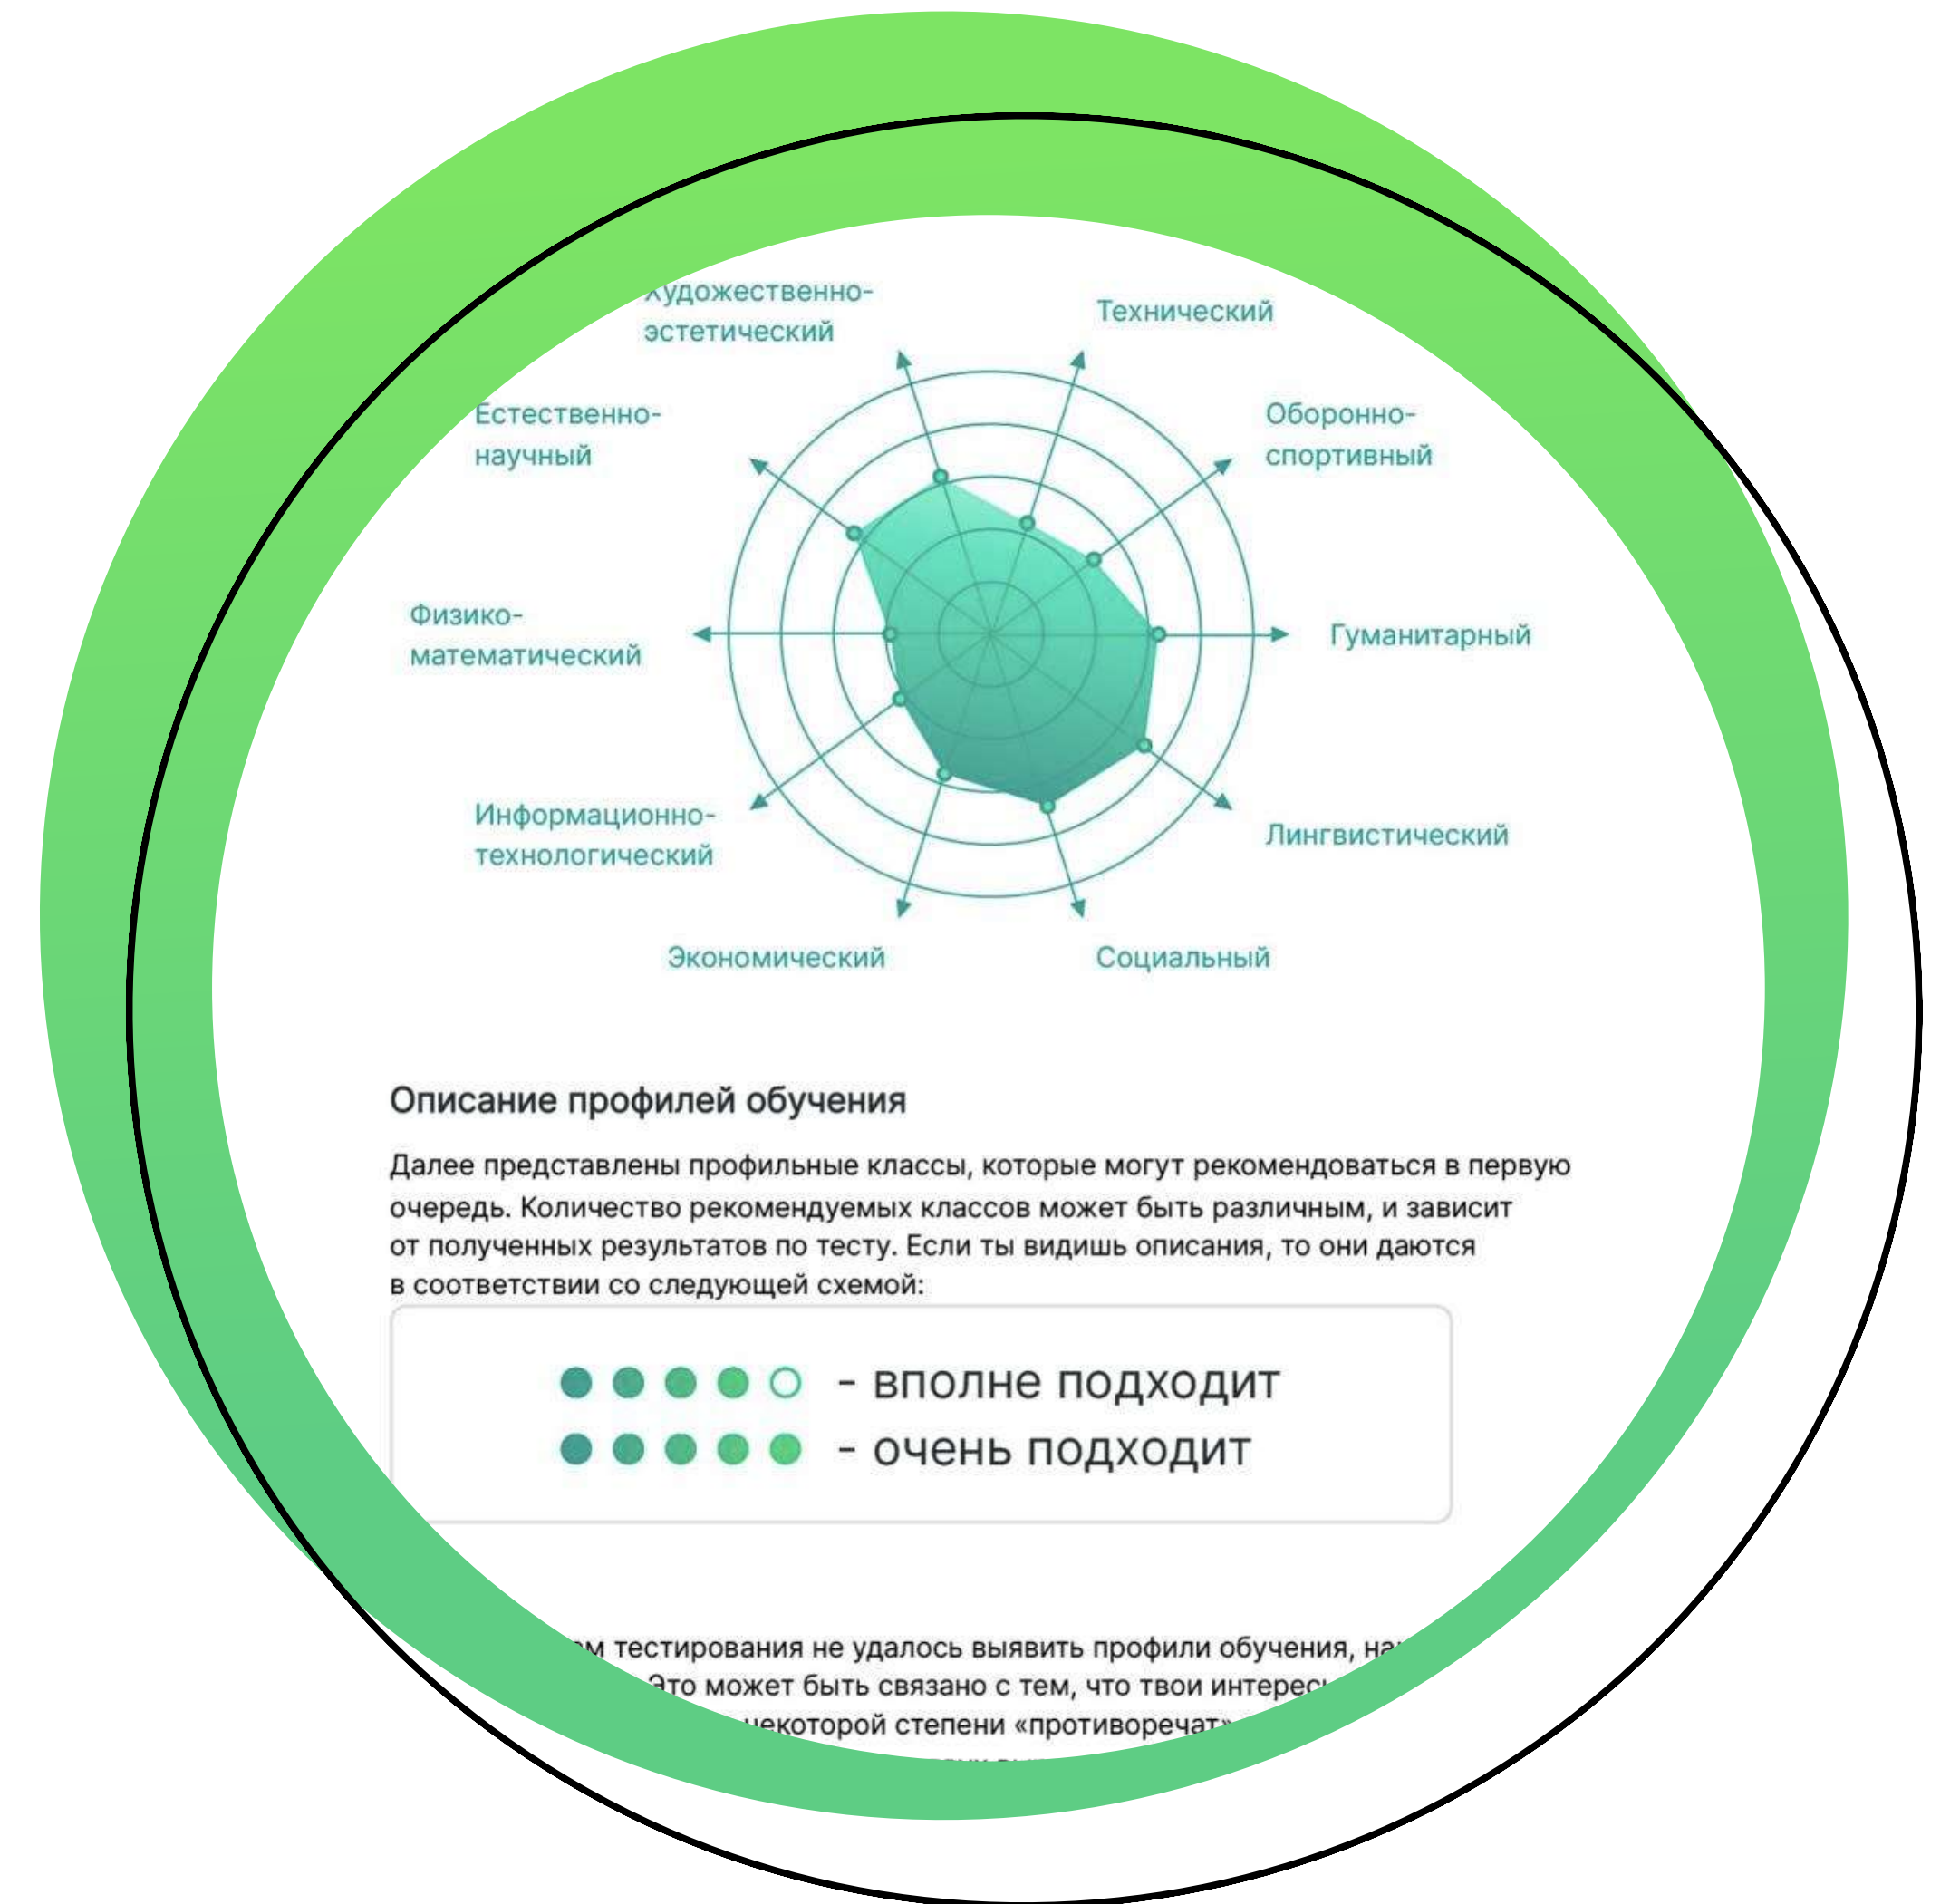 Художественно-
эстетический
Технический
Естественно-
научный
Оборонно-
спортивный
Физико-
математический
Гуманитарный
Информационно-
технологический
Лингвистический
Экономический
Социальный
Описание профилей обучения
Далее представлены профильные классы, которые могут рекомендоваться в первую
очередь. Количество рекомендуемых классов может быть различным, и зависит
от полученных результатов по тесту. Если ты видишь описания, то они даются
в соответствии со следующей схемой:
- вполне подходит
- очень подходит
тестирования не удалось выявить профили обучения,
Это может быть связано с тем, что твои
некоторой степени «противоречат»